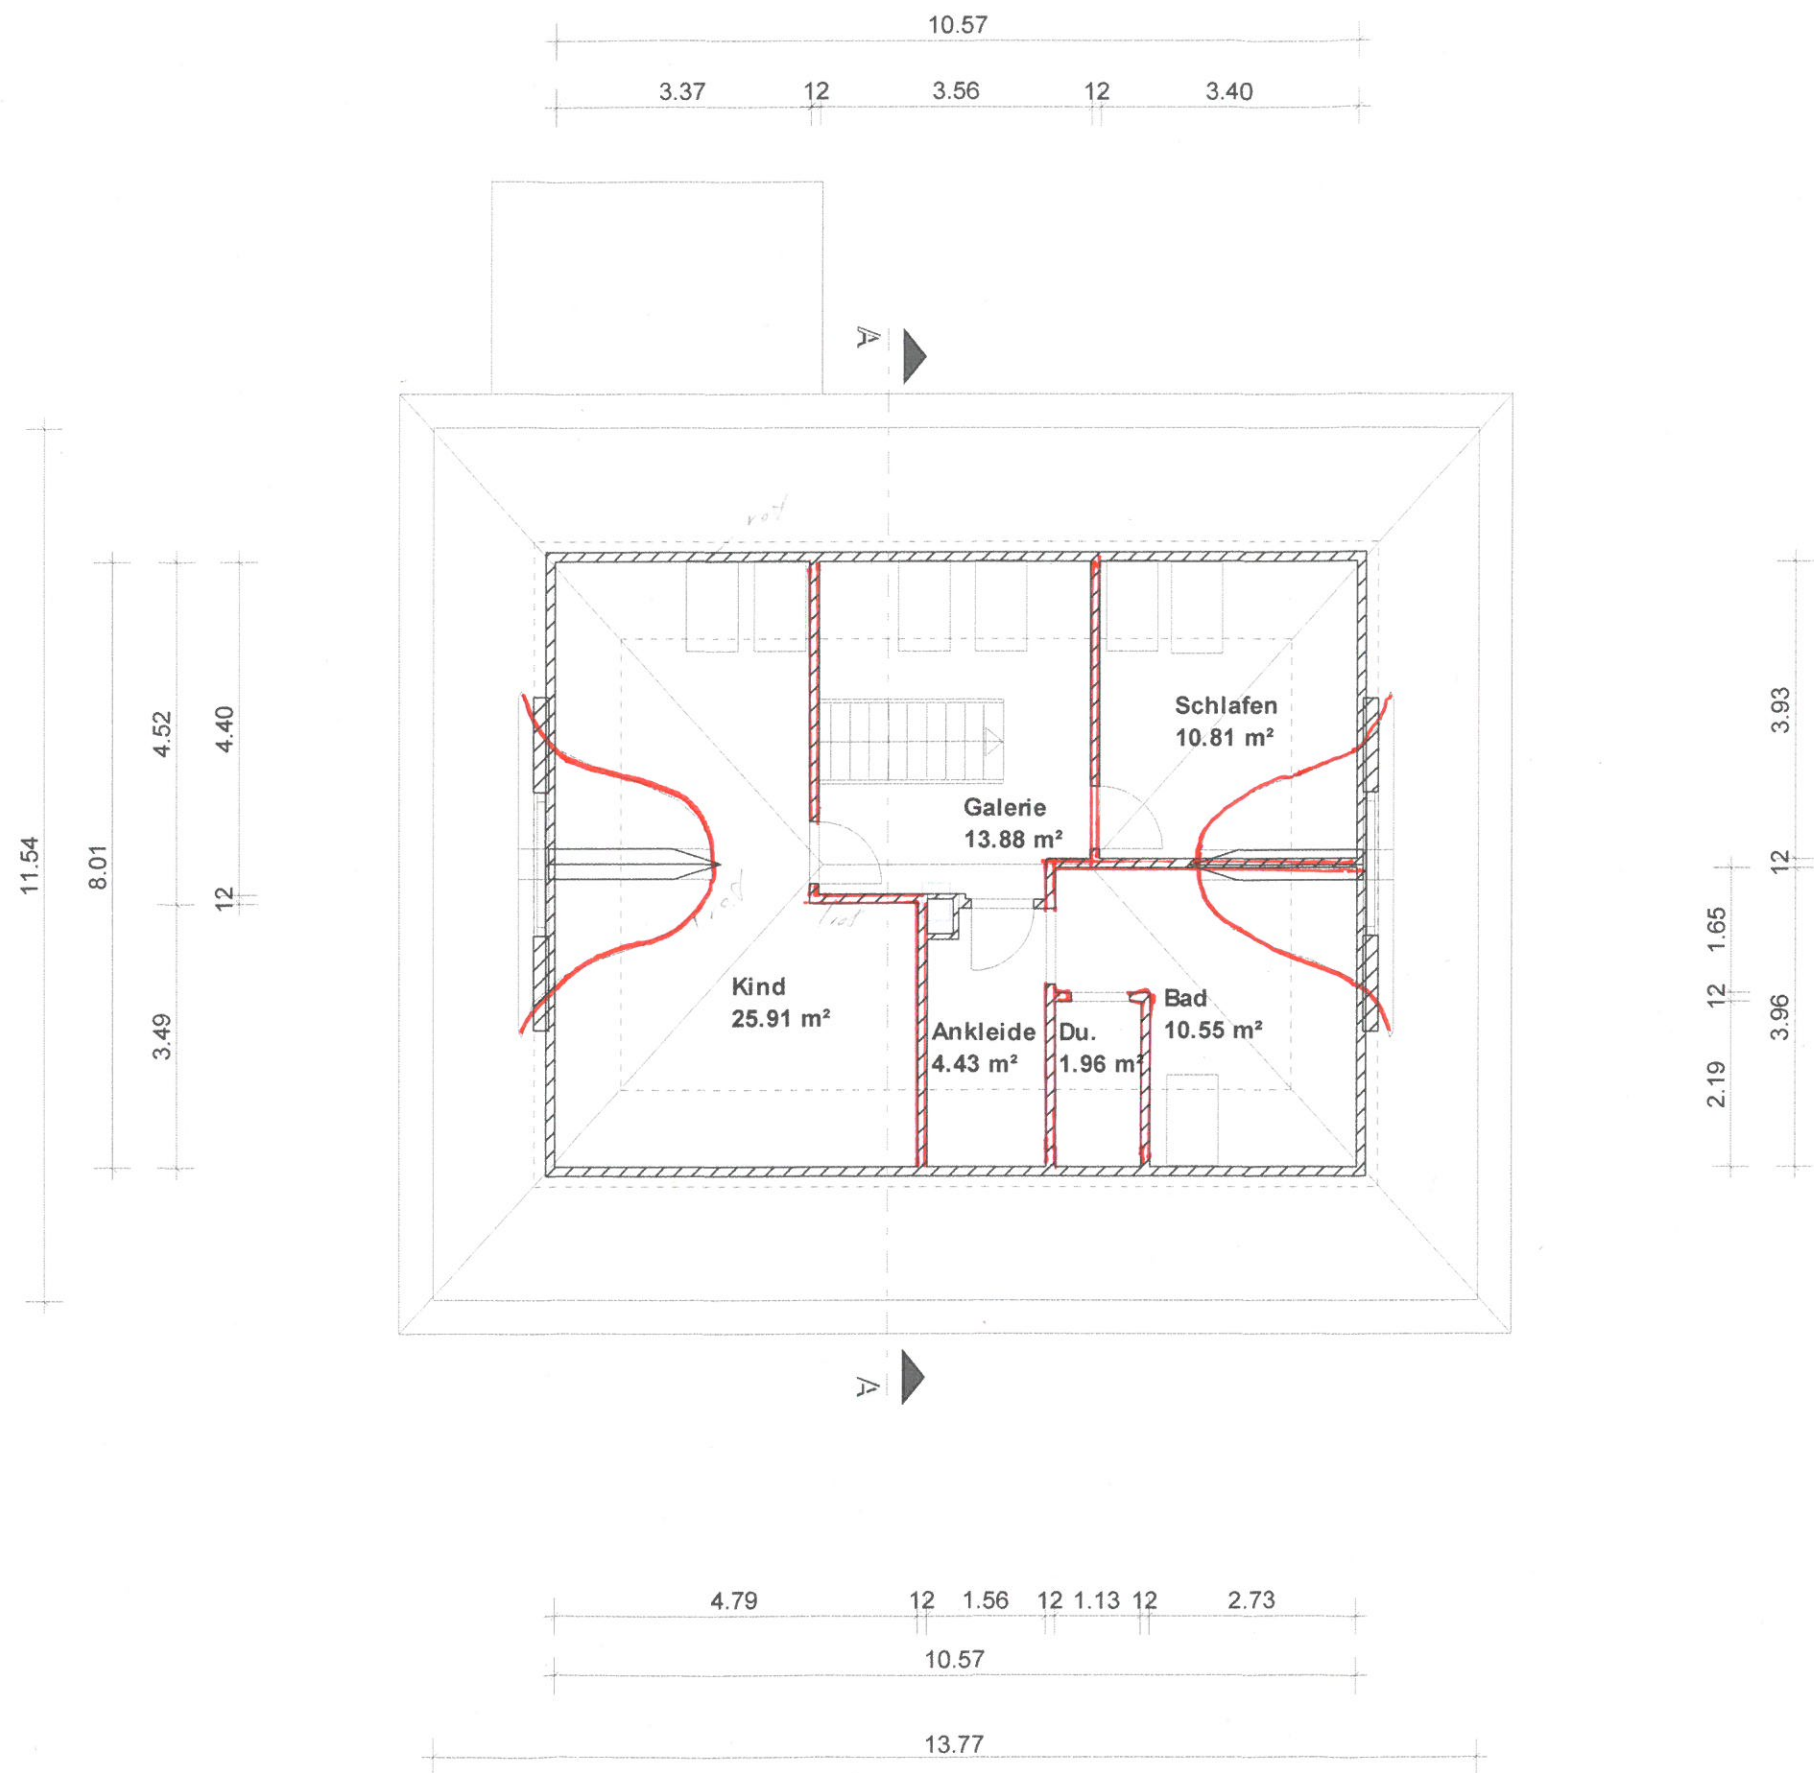 10.57
3.37 12 3.56 12 3.40
A
rot
Schlafen
10.81 m²
Galerie
13.88 m²
Kind
25.91 m²
Ankleide
4.43 m²
Du.
1.96 m²
Bad
10.55 m²
11.54
8.01
4.52
3.49
4.40
12
3.93
12
3.96
1.65
12
2.19
A
4.79 12 1.56 12 1.13 12 2.73
10.57
13.77